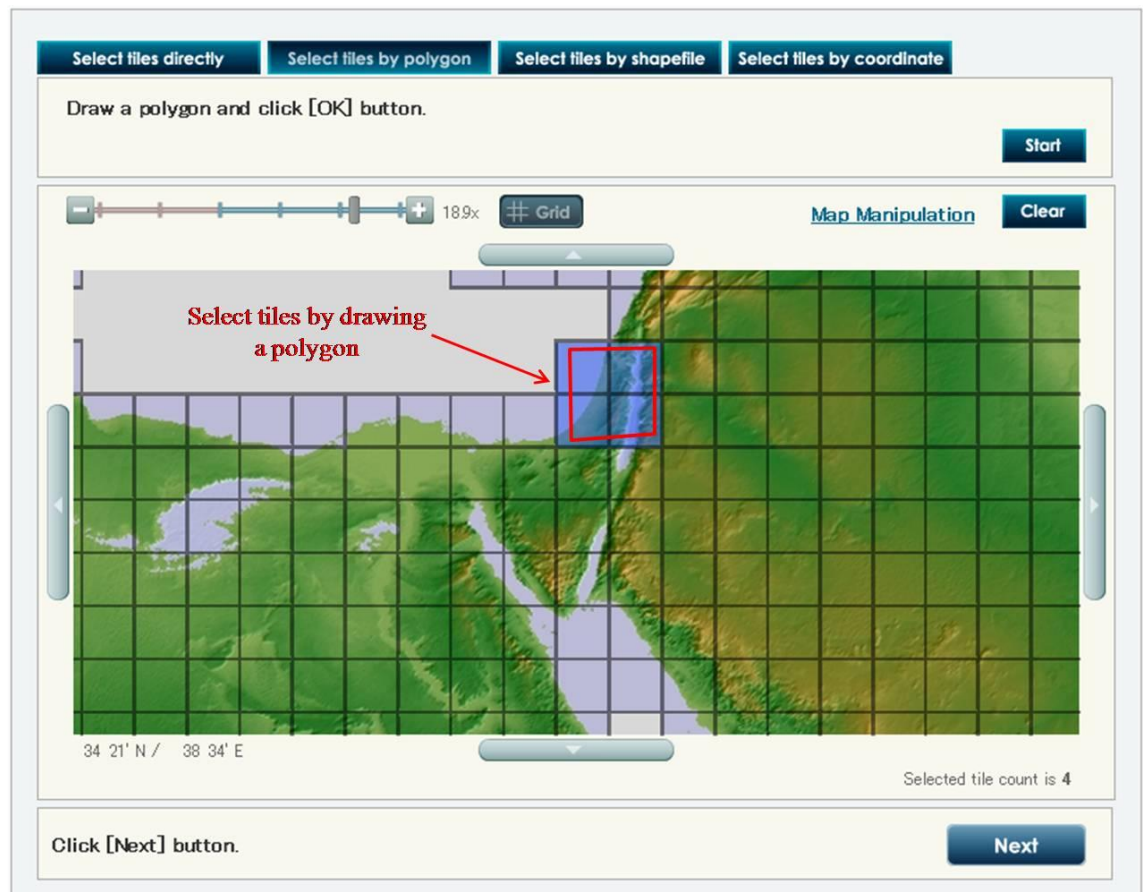 Select tiles directly
Select tiles by polygon
Select tiles by shapefile
Select tiles by coordinate
Draw a polygon and click [OK] button.
Start
18.9x
Grid
Map Manipulation
Clear
Select tiles by drawing
a polygon
34 21' N / 38 34' E
Selected tile count is 4
Click [Next] button.
Next